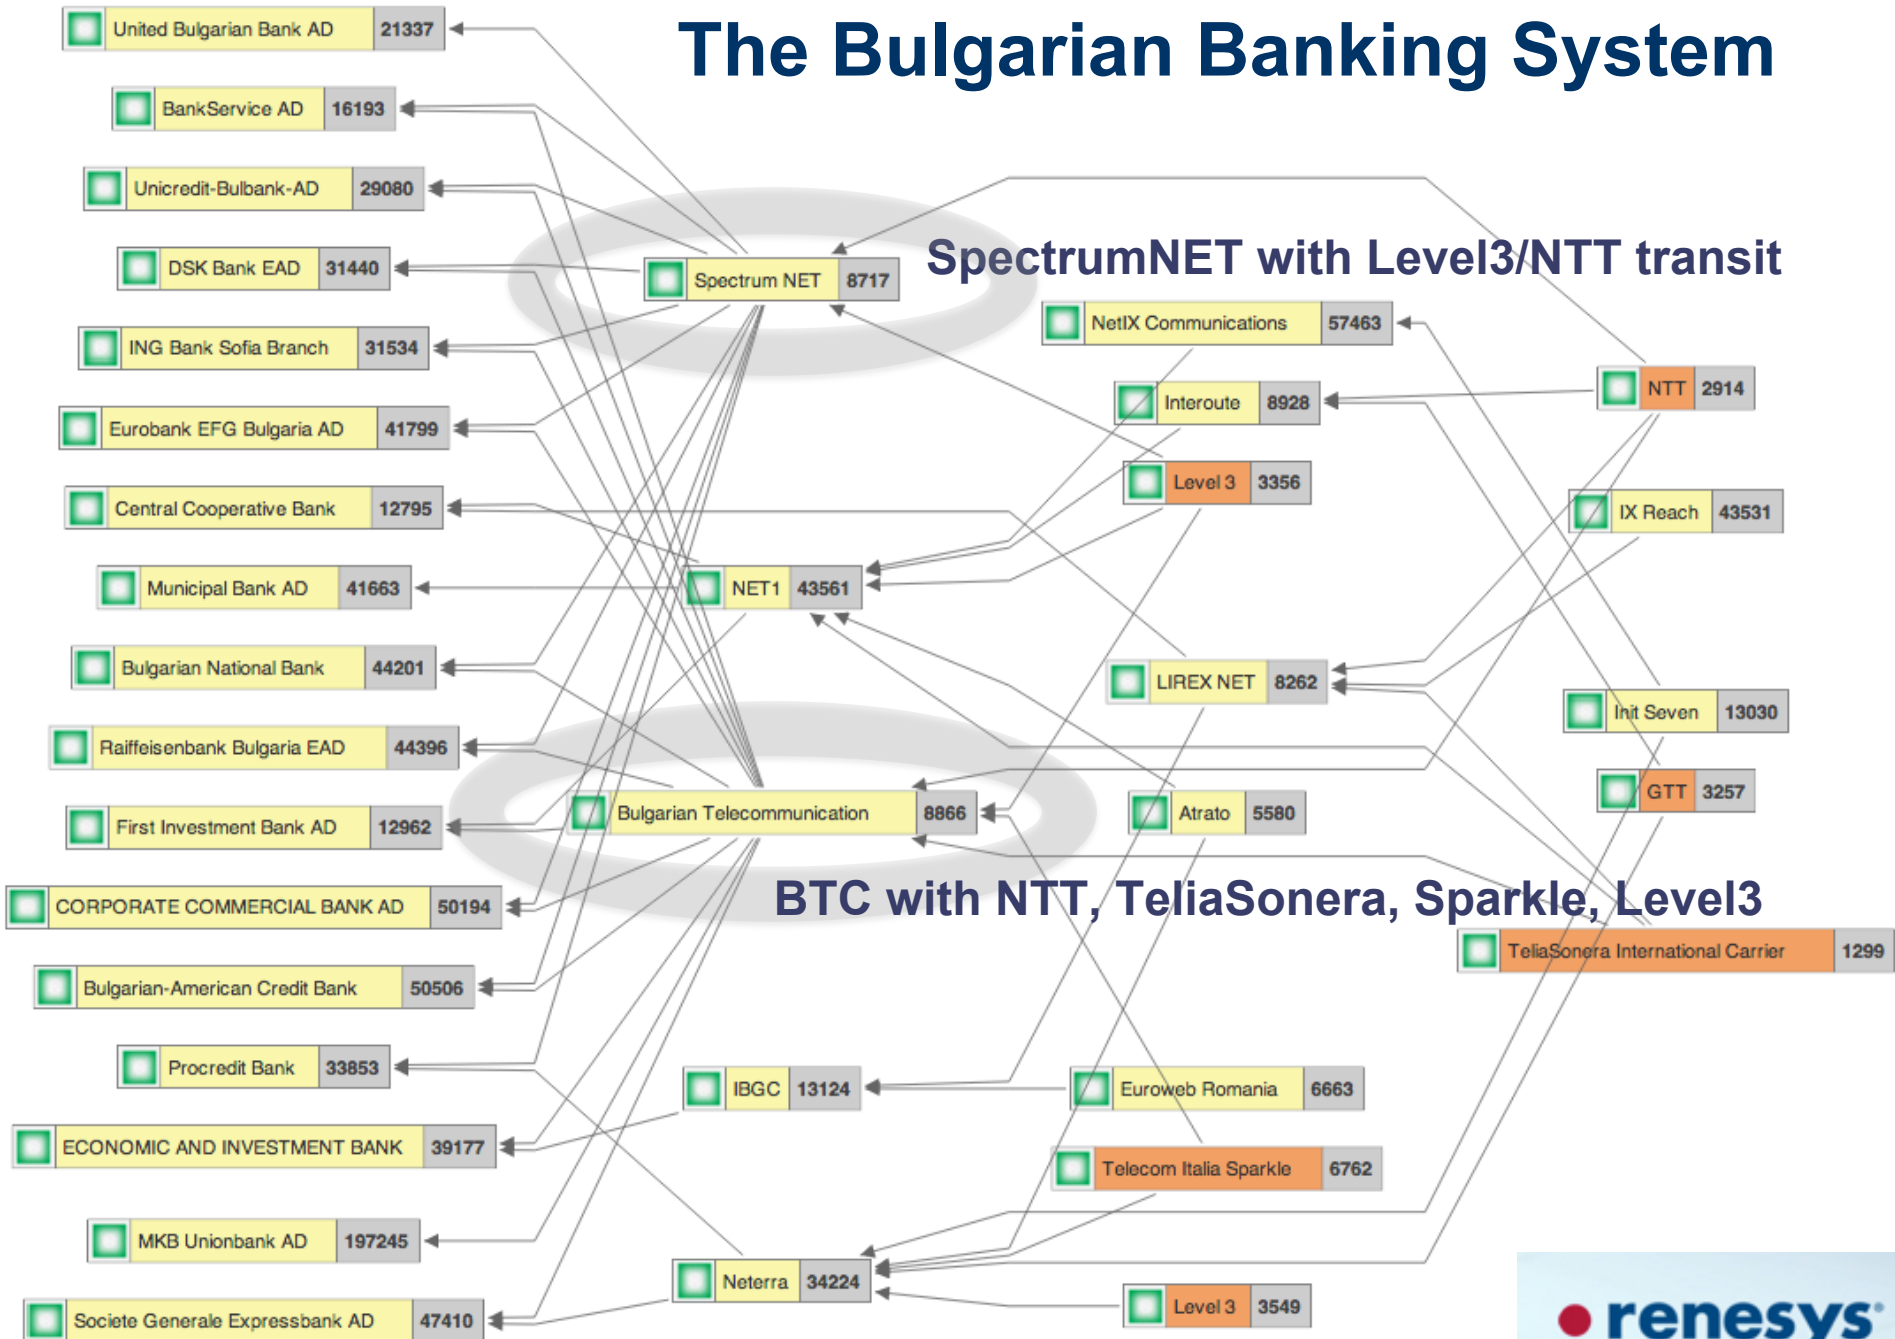 The Bulgarian Banking System
United Bulgarian Bank AD 21337
BankService AD 16193
Unicredit-Bulbank-AD 29080
DSK Bank EAD 31440
ING Bank Sofia Branch 31534
Eurobank EFG Bulgaria AD 41799
Central Cooperative Bank 12795
Municipal Bank AD 41663
Bulgarian National Bank 44201
Raiffeisenbank Bulgaria EAD 44396
First Investment Bank AD 12962
CORPORATE COMMERCIAL BANK AD 50194
Bulgarian-American Credit Bank 50506
Procredit Bank 33853
ECONOMIC AND INVESTMENT BANK 39177
MKB Unionbank AD 197245
Societe Generale Expressbank AD 47410
Spectrum NET 8717
SpectrumNET with Level3/NTT transit
NET1 43561
Bulgarian Telecommunication 8866
BTC with NTT, TeliaSonera, Sparkle, Level3
IBGC 13124
Neterra 34224
NetIX Communications 57463
Interoute 8928
Level 3 3356
LIREX NET 8262
Atrato 5580
Euroweb Romania 6663
Telecom Italia Sparkle 6762
Level 3 3549
NTT 2914
IX Reach 43531
Init Seven 13030
GTT 3257
TeliaSonera International Carrier 1299
renesys